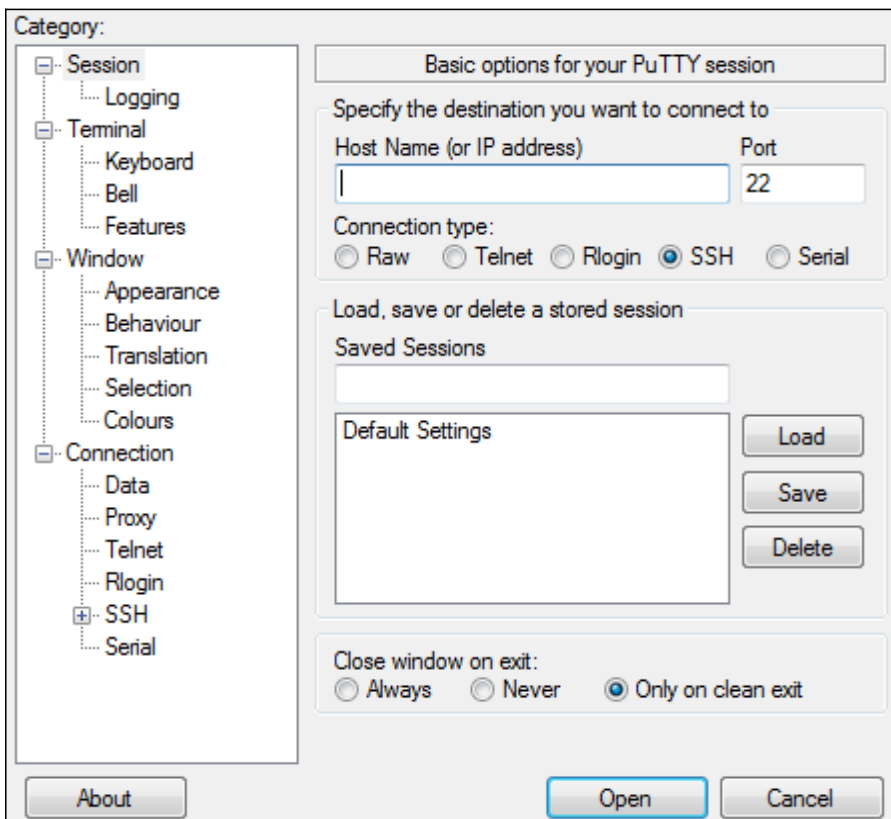 Category:
Session
Logging
Terminal
Keyboard
Bell
Features
Window
Appearance
Behaviour
Translation
Selection
Colours
Connection
Data
Proxy
Telnet
Rlogin
SSH
Serial
Basic options for your PuTTY session
Specify the destination you want to connect to
Host Name (or IP address) Port
22
Connection type:
Raw Telnet Rlogin SSH Serial
Load, save or delete a stored session
Saved Sessions
Default Settings
Load
Save
Delete
Close window on exit:
Always Never Only on clean exit
About Open Cancel